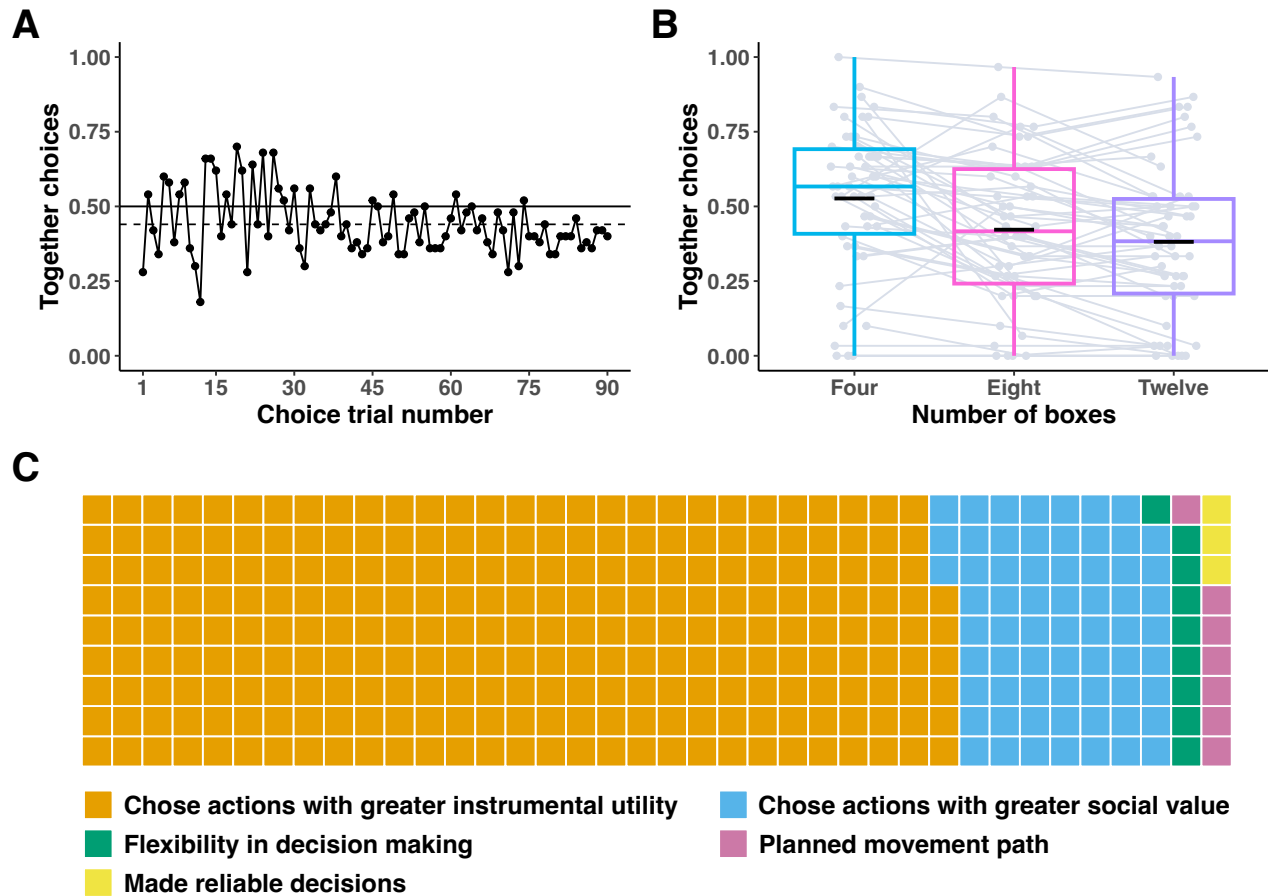 A
B
1.00
0.75
0.50
0.25
0.00
Together choices
1 15 30 45 60 75 90
Choice trial number
1.00
0.75
0.50
0.25
0.00
Together choices
Four Eight Twelve
Number of boxes
C
Chose actions with greater instrumental utility
Chose actions with greater social value
Flexibility in decision making
Planned movement path
Made reliable decisions